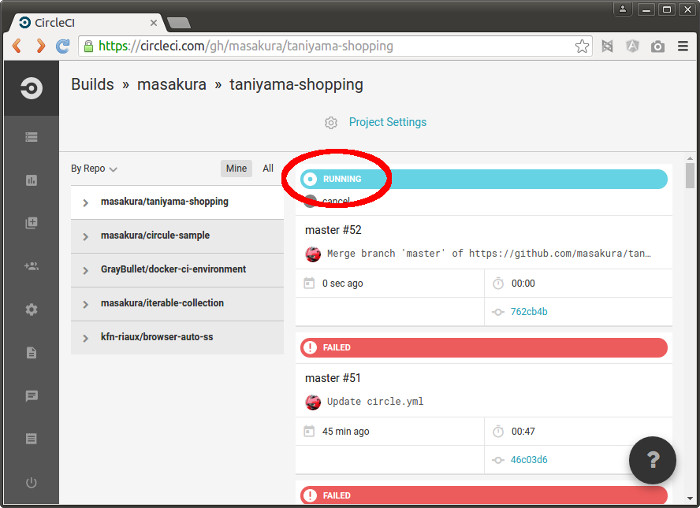 CircleCI
https://circleci.com/gh/masakura/taniyama-shopping
Builds » masakura » taniyama-shopping
Project Settings
By Repo
Mine
All
masakura/taniyama-shopping
masakura/circule-sample
GrayBullet/docker-ci-environment
masakura/iterable-collection
kfn-riaux/browser-auto-ss
RUNNING
cancel
master #52
Merge branch 'master' of https://github.com/masakura/tan…
0 sec ago
00:00
762cb4b
FAILED
master #51
Update circle.yml
45 min ago
00:47
46c03d6
FAILED
?